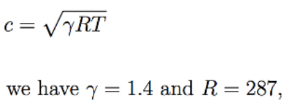 c = √γRT
we have γ = 1.4 and R = 287,